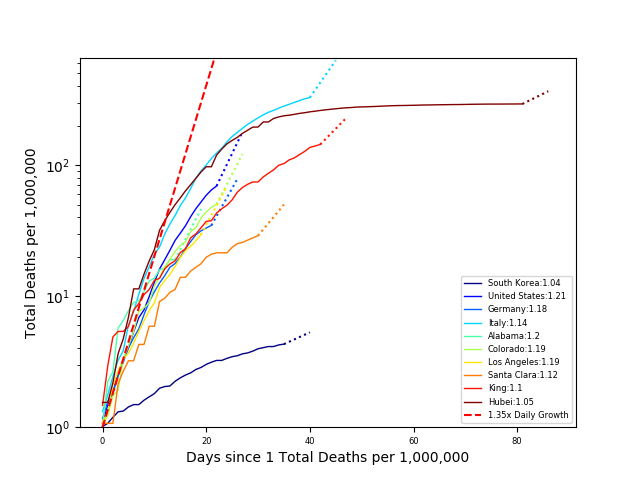 10²
10¹
10⁰
Total Deaths per 1,000,000
0
20
40
60
80
Days since 1 Total Deaths per 1,000,000
South Korea:1.04
United States:1.21
Germany:1.18
Italy:1.14
Alabama:1.2
Colorado:1.19
Los Angeles:1.19
Santa Clara:1.12
King:1.1
Hubei:1.05
1.35x Daily Growth